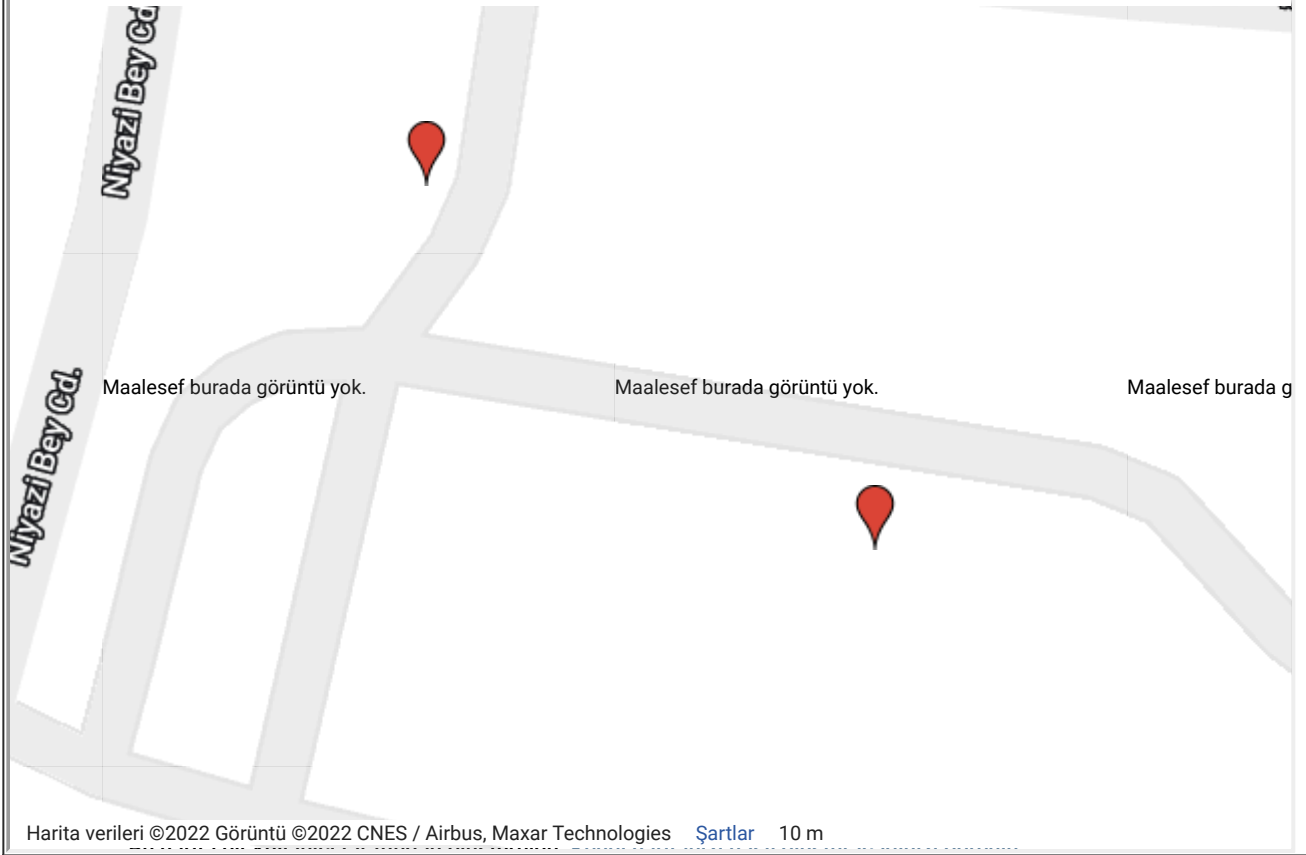 Niyazi Bey Cd
Niyazi Bey Cd.
Maalesef burada görüntü yok.
Maalesef burada görüntü yok.
Maalesef burada g
Harita verileri ©2022 Görüntü ©2022 CNES / Airbus, Maxar Technologies Şartlar 10 m